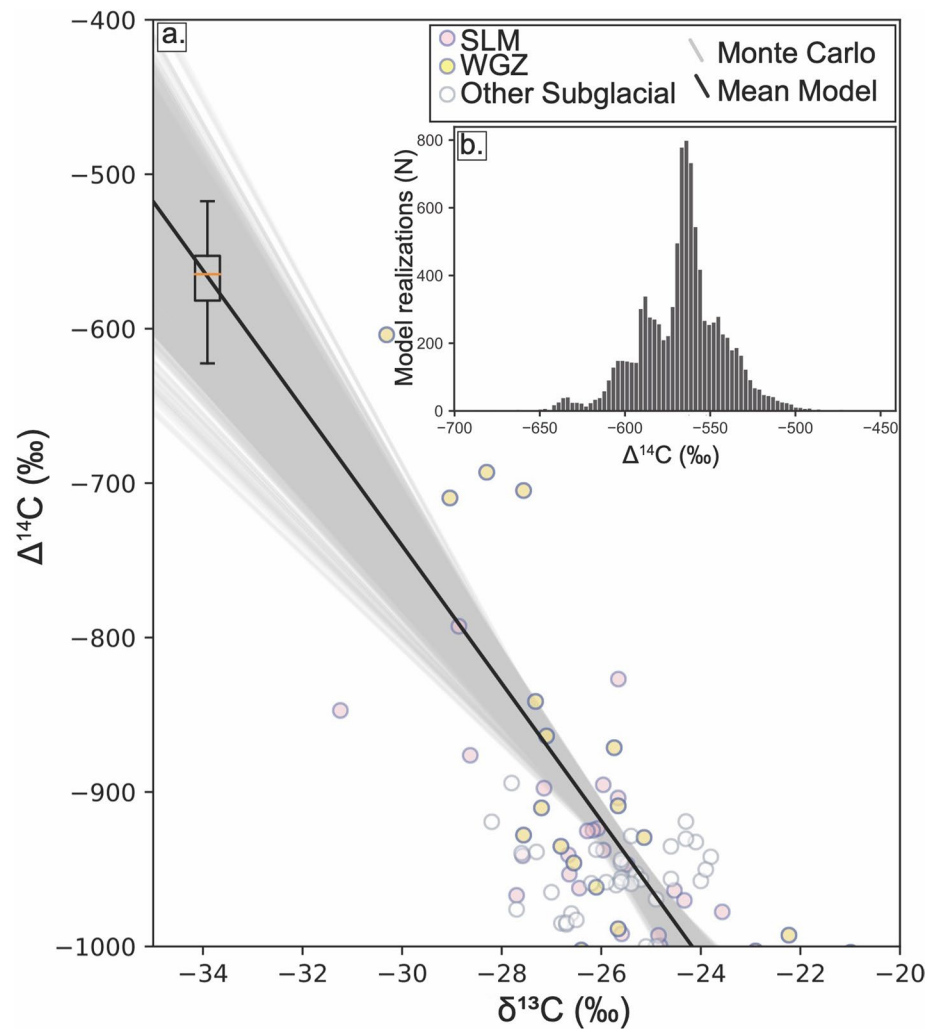 a.
SLM
WGZ
Other Subglacial
Monte Carlo
Mean Model
b.
Model realizations (N)
800
600
400
200
0
−700 −650 −600 −550 −500 −450
Δ¹⁴C (‰)
Δ¹⁴C (‰)
−400
−500
−600
−700
−800
−900
−1000
−34 −32 −30 −28 −26 −24 −22 −20
δ¹³C (‰)